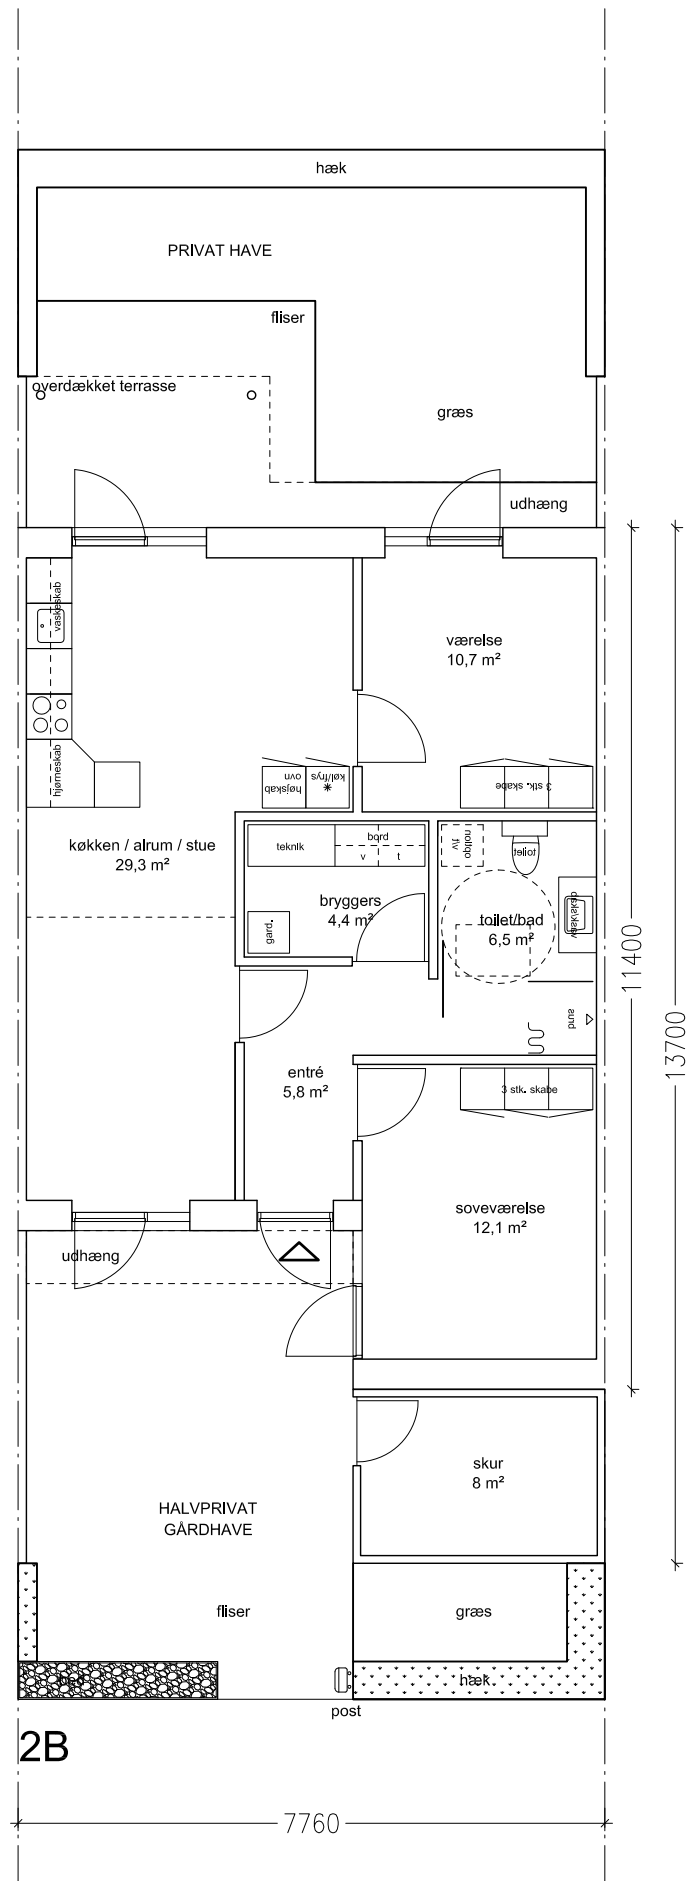 hæk
PRIVAT HAVE
fliser
overdækket terrasse
græs
udhæng
vaskeskab
hjørneskab
højskab
ovn
køl/frys
værelse
10,7 m²
3 stk. skabe
køkken / alrum / stue
29,3 m²
teknik
bord
v
t
bryggers
4,4 m²
gard.
toilet
toilet/bad
6,5 m²
vask/skab
brus
11400
13700
entré
5,8 m²
3 stk. skabe
soveværelse
12,1 m²
udhæng
skur
8 m²
HALVPRIVAT
GÅRDHAVE
fliser
græs
hæk
post
2B
7760